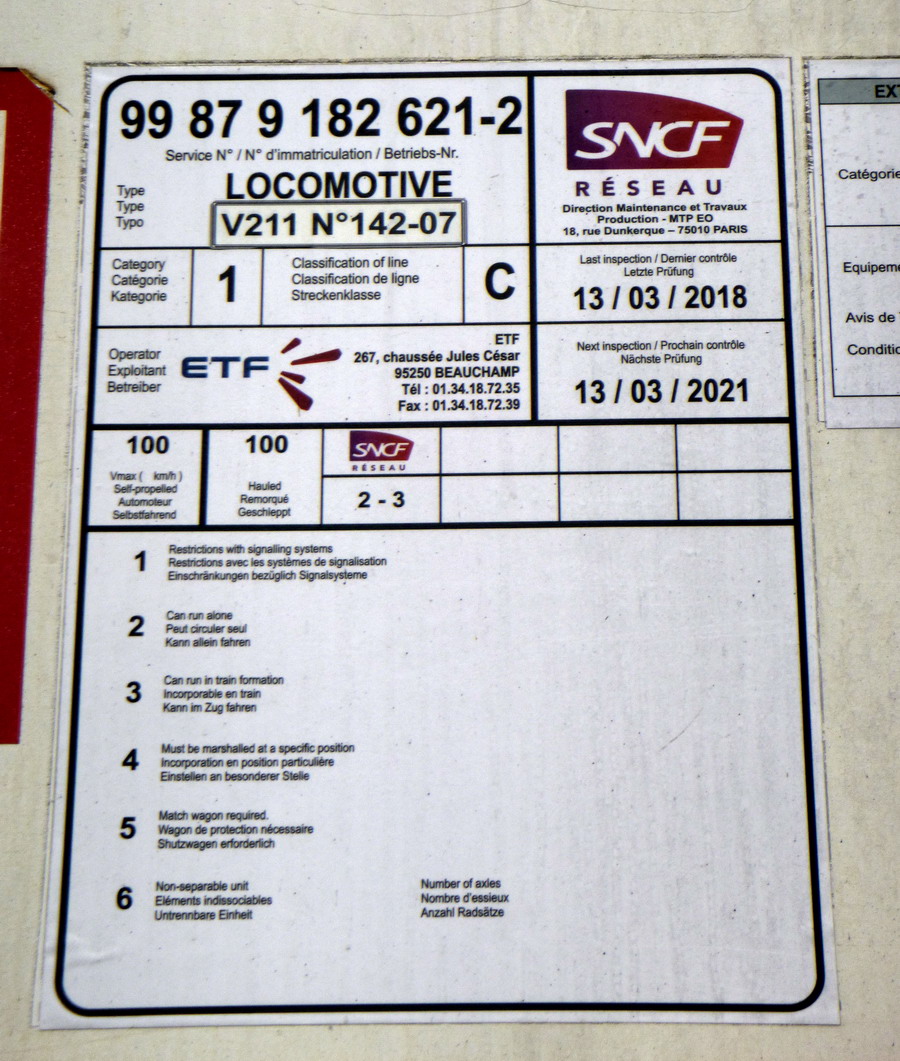 99 87 9 182 621-2
Service N° / N° d'immatriculation / Betriebs-Nr.
Type
Type
Typo
LOCOMOTIVE
V211 N°142-07
SNCF
RÉSEAU
Direction Maintenance et Travaux
Production - MTP EO
18, rue Dunkerque – 75010 PARIS
Category
Catégorie
Kategorie
1
Classification of line
Classification de ligne
Streckenklasse
C
Last inspection / Dernier contrôle
Letzte Prüfung
13 / 03 / 2018
Operator
Exploitant
Betreiber
ETF
ETF
267, chaussée Jules César
95250 BEAUCHAMP
Tél : 01.34.18.72.35
Fax : 01.34.18.72.39
Next inspection / Prochain contrôle
Nächste Prüfung
13 / 03 / 2021
100
Vmax ( km/h )
Self-propelled
Automoteur
Selbstfahrend
100
Hauled
Remorqué
Geschleppt
SNCF
RÉSEAU
2 - 3
1
Restrictions with signalling systems
Restrictions avec les systèmes de signalisation
Einschränkungen bezüglich Signalsysteme
2
Can run alone
Peut circuler seul
Kann allein fahren
3
Can run in train formation
Incorporable en train
Kann im Zug fahren
4
Must be marshalled at a specific position
Incorporation en position particulière
Einstellen an besonderer Stelle
5
Match wagon required.
Wagon de protection nécessaire
Shutzwagen erforderlich
6
Non-separable unit
Eléments indissociables
Untrennbare Einheit
Number of axles
Nombre d'essieux
Anzahl Radsätze
EXT
Catégorie
Equipeme
Avis de
Conditio